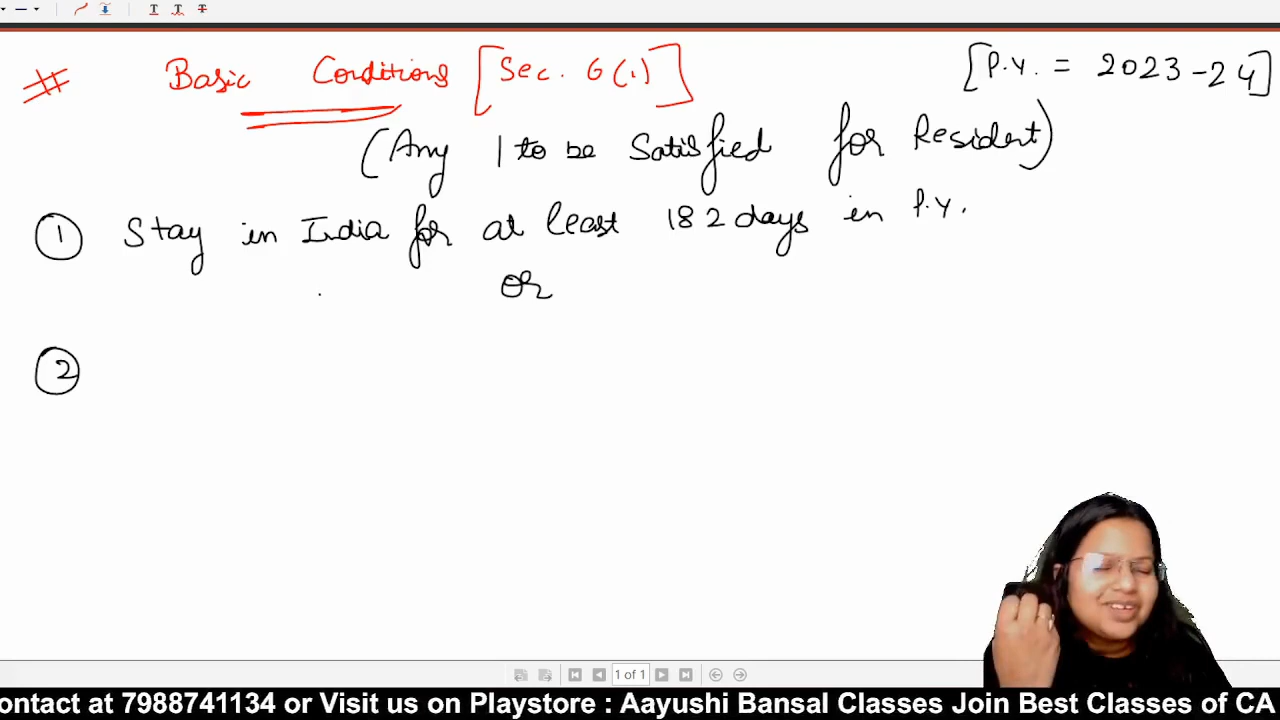 # Basic Conditions [Sec. 6(1)] [P.Y. = 2023-24]
(Any 1 to be Satisfied for Resident)
① Stay in India for at least 182 days in P.Y.
or
②
1 of 1
ontact at 7988741134 or Visit us on Playstore : Aayushi Bansal Classes Join Best Classes of CA